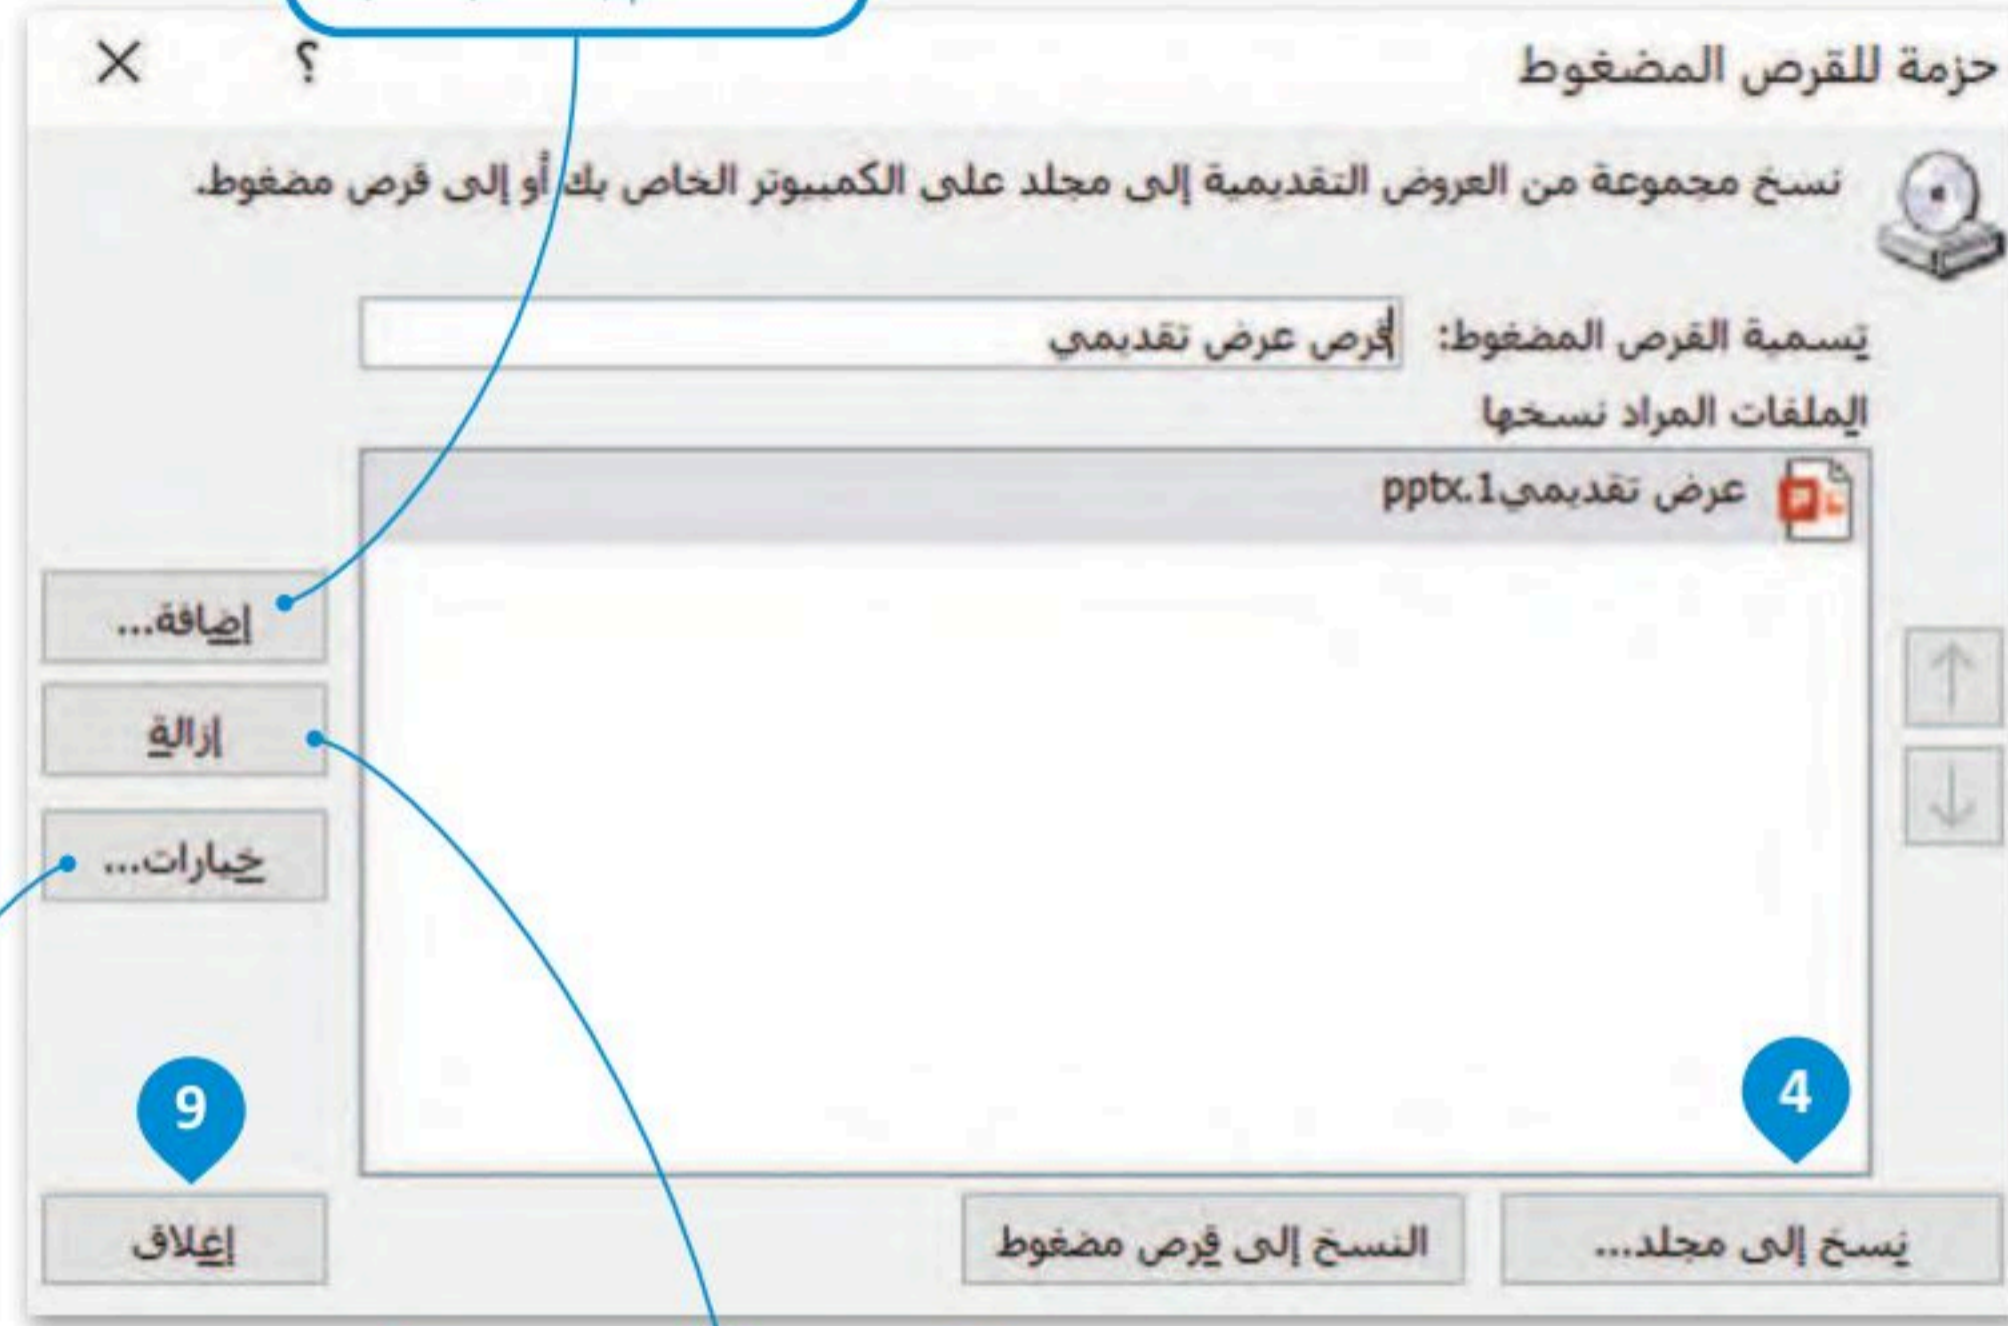 حزمة للقرص المضغوط
؟
نسخ مجموعة من العروض التقديمية إلى مجلد على الكمبيوتر الخاص بك أو إلى قرص مضغوط.
تسمية القرص المضغوط: قرص عرض تقديمي
الملفات المراد نسخها
عرض تقديمي1.pptx
إضافة...
إزالة
خيارات...
4
9
نسخ إلى مجلد...
النسخ إلى قرص مضغوط
إغلاق